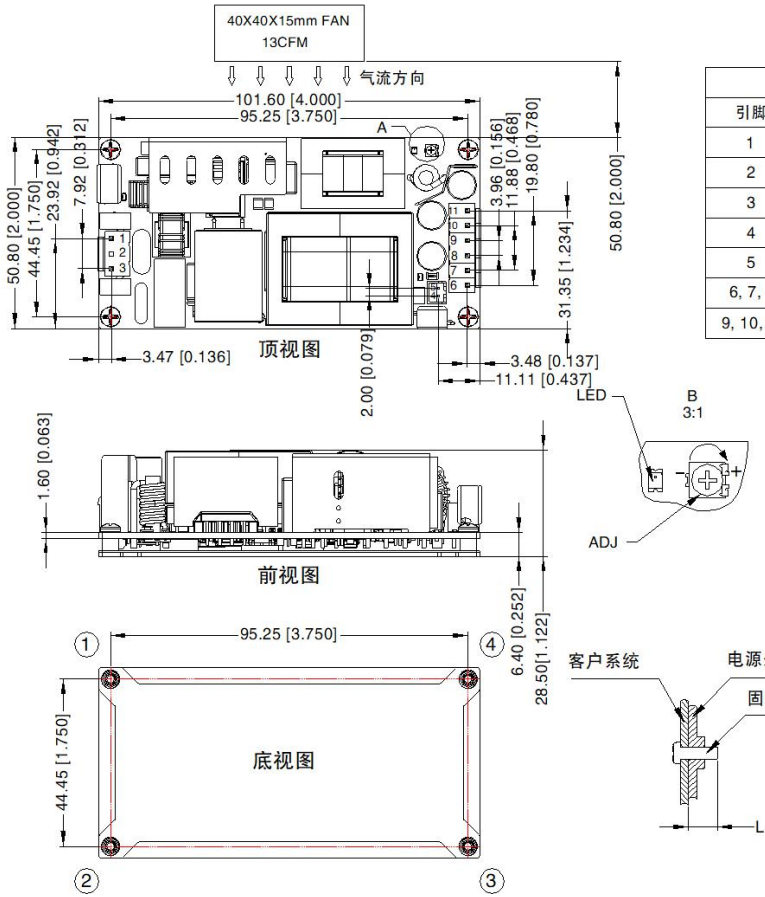 40X40X15mm FAN
13CFM
气流方向
101.60 [4.000]
95.25 [3.750]
A
50.80 [2.000]
44.45 [1.750]
23.92 [0.942]
7.92 [0.312]
3.96 [0.156]
11.88 [0.468]
19.80 [0.780]
50.80 [2.000]
31.35 [1.234]
1
2
3
11
10
9
8
7
6
3.47 [0.136]
顶视图
2.00 [0.079]
3.48 [0.137]
11.11 [0.437]
引脚
1
2
3
4
5
6, 7,
9, 10,
LED
B
3:1
－
＋
ADJ
1.60 [0.063]
前视图
6.40 [0.252]
28.50[1.122]
① 95.25 [3.750] ④
44.45 [1.750]
底视图
② ③
客户系统
电源
固
L